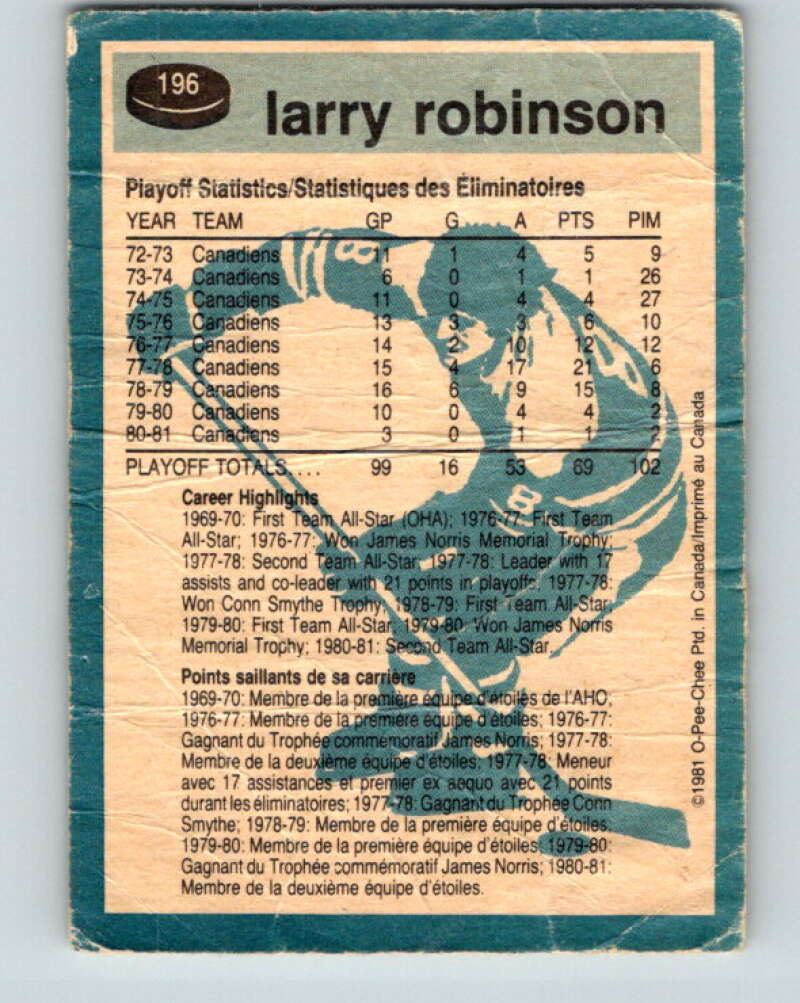 196
larry robinson
Playoff Statistics/Statistiques des Éliminatoires
YEAR TEAM GP G A PTS PIM
72-73 Canadiens 11 1 4 5 9
73-74 Canadiens 6 0 1 1 26
74-75 Canadiens 11 0 4 4 27
75-76 Canadiens 13 3 3 6 10
76-77 Canadiens 14 2 10 12 12
77-78 Canadiens 15 4 17 21 6
78-79 Canadiens 16 6 9 15 8
79-80 Canadiens 10 0 4 4 2
80-81 Canadiens 3 0 1 1 2
PLAYOFF TOTALS.... 99 16 53 69 102
Career Highlights
1969-70: First Team All-Star (OHA); 1976-77: First Team
All-Star; 1976-77: Won James Norris Memorial Trophy;
1977-78: Second Team All-Star; 1977-78: Leader with 17
assists and co-leader with 21 points in playoffs; 1977-78:
Won Conn Smythe Trophy; 1978-79: First Team All-Star;
1979-80: First Team All-Star; 1979-80: Won James Norris
Memorial Trophy; 1980-81: Second Team All-Star.
Points saillants de sa carrière
1969-70: Membre de la première équipe d'étoiles de l'AHO;
1976-77: Membre de la première équipe d'étoiles; 1976-77:
Gagnant du Trophée commemoratif James Norris; 1977-78:
Membre de la deuxième équipe d'étoiles; 1977-78: Meneur
avec 17 assistances et premier ex aequo avec 21 points
durant les éliminatoires; 1977-78: Gagnant du Trophée Conn
Smythe; 1978-79: Membre de la première équipe d'étoiles;
1979-80: Membre de la première équipe d'étoiles; 1979-80:
Gagnant du Trophée commémoratif James Norris; 1980-81:
Membre de la deuxième équipe d'étoiles.
©1981 O-Pee-Chee Ptd. in Canada/Imprimé au Canada
8
8
8